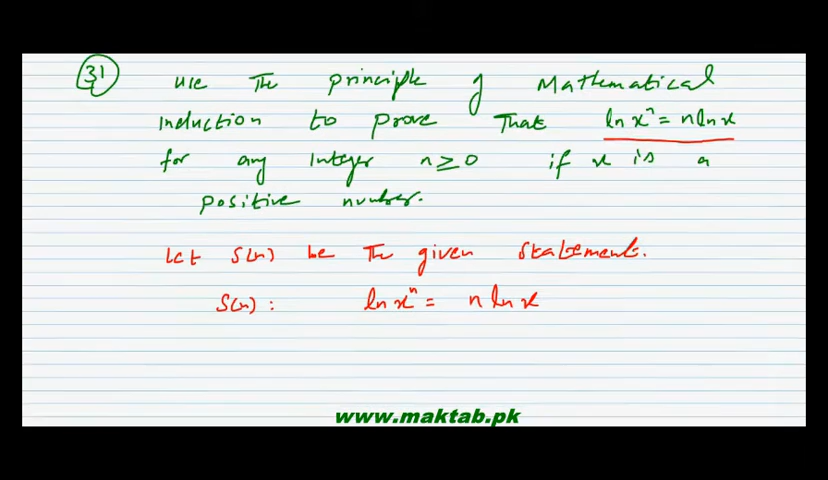 31
use The principle of Mathematical
Induction to prove That ln xⁿ = n ln x
for any Integer n ≥ 0 if x is a
positive number.
Let S(n) be The given Statement.
S(n) : ln xⁿ = n ln x
www.maktab.pk